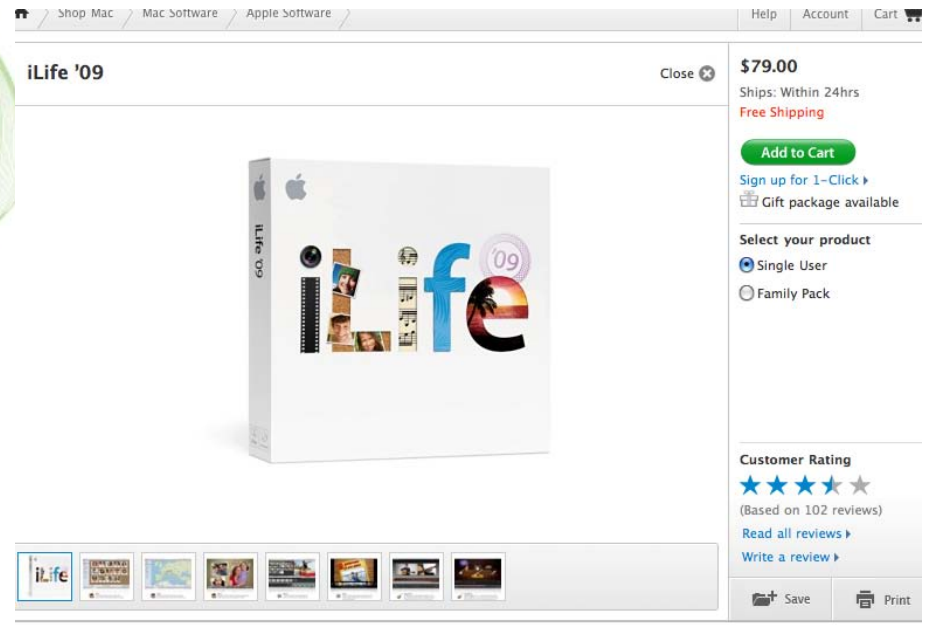 Shop Mac Mac Software Apple Software Help Account Cart
iLife '09
Close
$79.00
Ships: Within 24hrs
Free Shipping
Add to Cart
Sign up for 1-Click
Gift package available
Select your product
Single User
Family Pack
iLife '09
iLife
'09
Customer Rating
(Based on 102 reviews)
Read all reviews
Write a review
iLife
Save Print